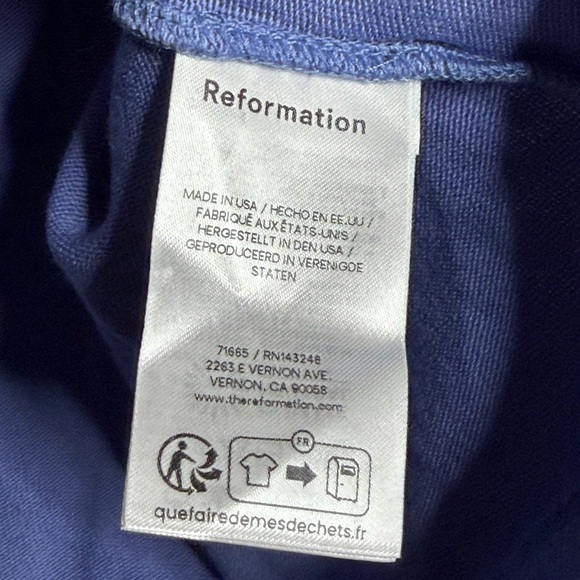 Reformation
MADE IN USA / HECHO EN EE.UU /
FABRIQUÉ AUX ÉTATS-UNIS /
HERGESTELLT IN DEN USA /
GEPRODUCEERD IN VERENIGDE
STATEN
71665 / RN143248
2263 E VERNON AVE.
VERNON, CA 90058
www.thereformation.com
FR
quefairedemesdechets.fr